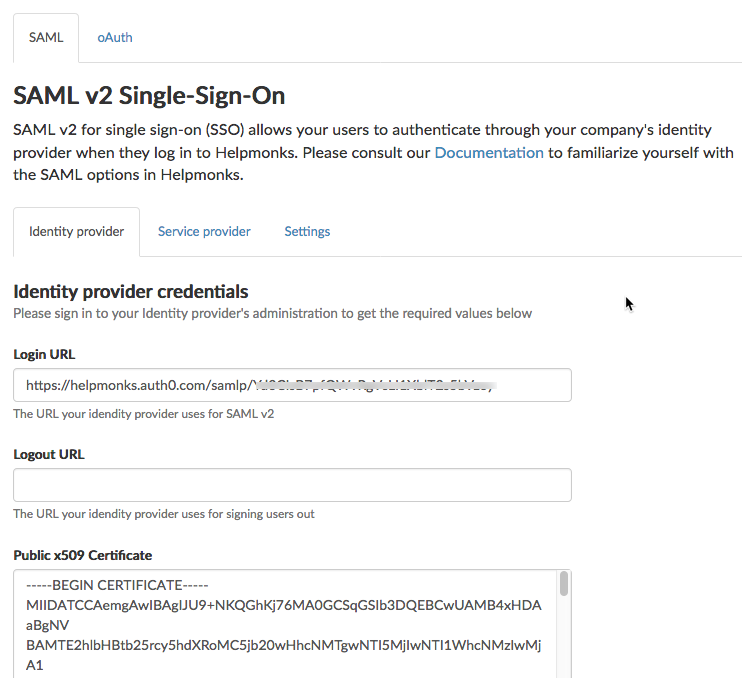 SAML oAuth
SAML v2 Single-Sign-On
SAML v2 for single sign-on (SSO) allows your users to authenticate through your company's identity
provider when they log in to Helpmonks. Please consult our Documentation to familiarize yourself with
the SAML options in Helpmonks.
Identity provider Service provider Settings
Identity provider credentials
Please sign in to your Identity provider's administration to get the required values below
Login URL
https://helpmonks.auth0.com/samlp/
The URL your idendity provider uses for SAML v2
Logout URL
The URL your idendity provider uses for signing users out
Public x509 Certificate
-----BEGIN CERTIFICATE-----
MIIDATCCAemgAwIBAgIJU9+NKQGhKj76MA0GCSqGSIb3DQEBCwUAMB4xHDA
aBgNV
BAMTE2hlbHBtb25rcy5hdXRoMC5jb20wHhcNMTgwNTI5MjIwNTI1WhcNMzIwMj
A1